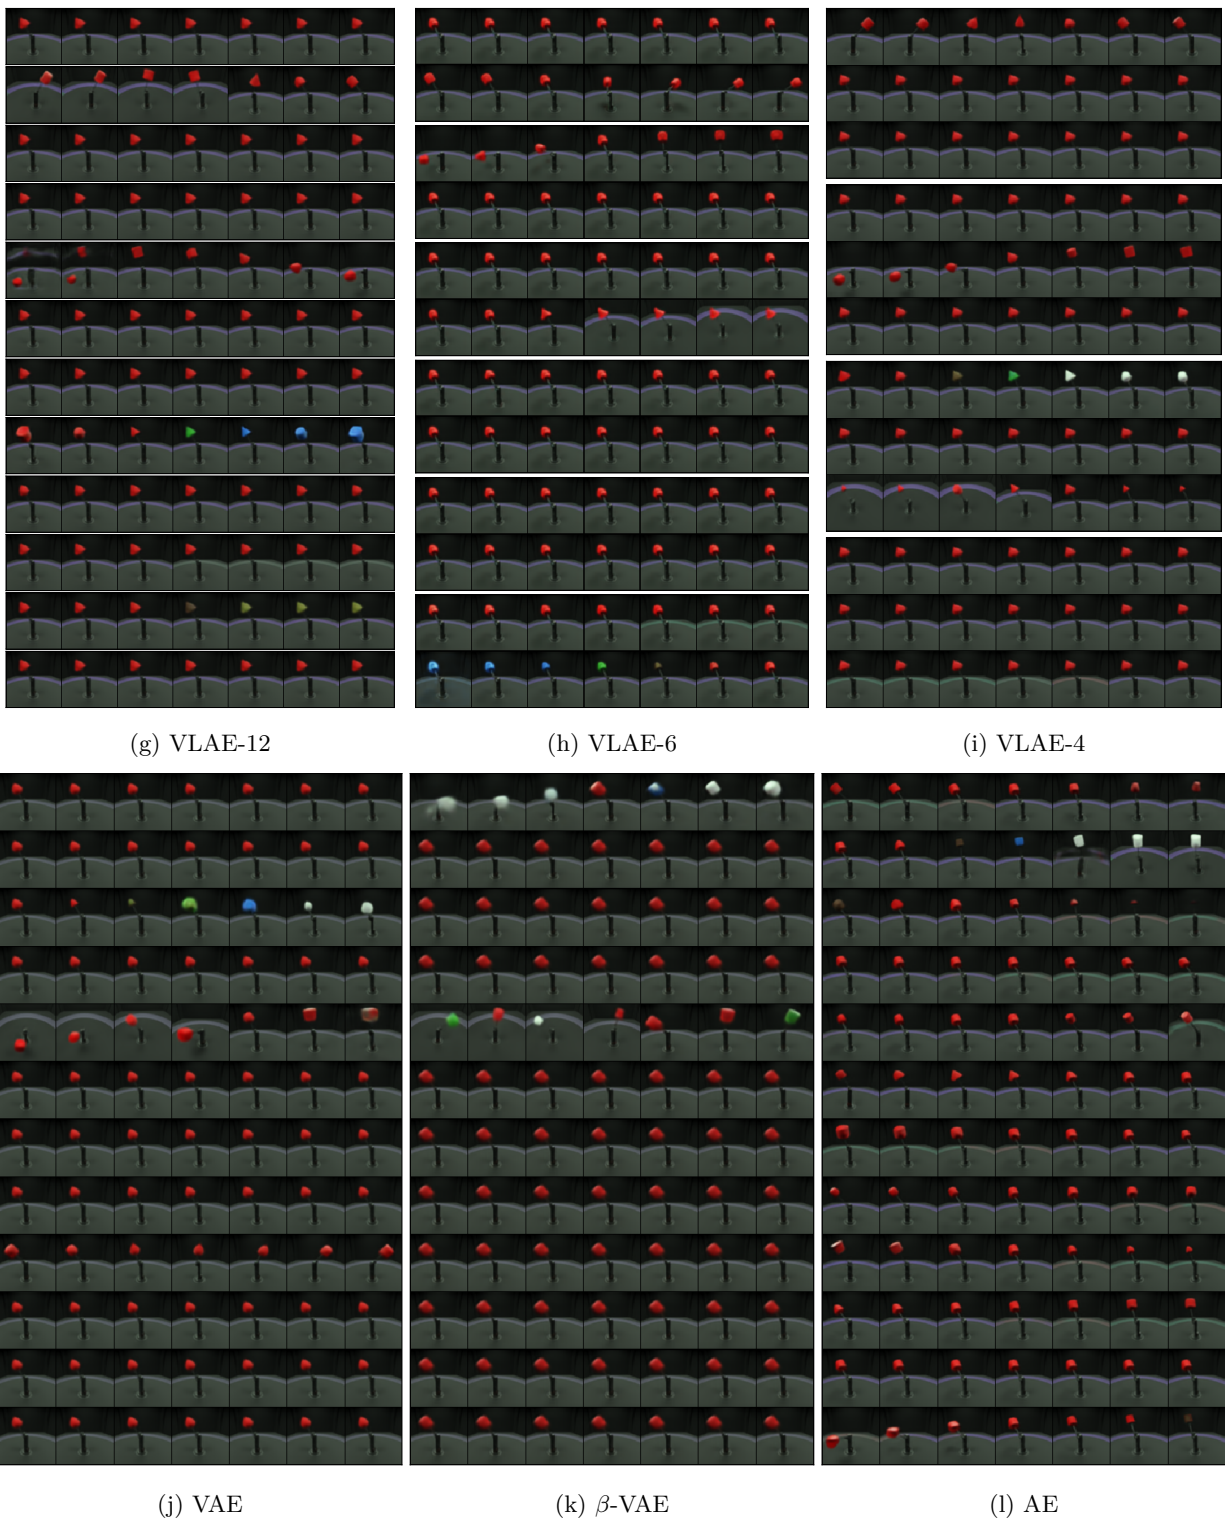 (g) VLAE-12
(h) VLAE-6
(i) VLAE-4
(j) VAE
(k) β-VAE
(l) AE